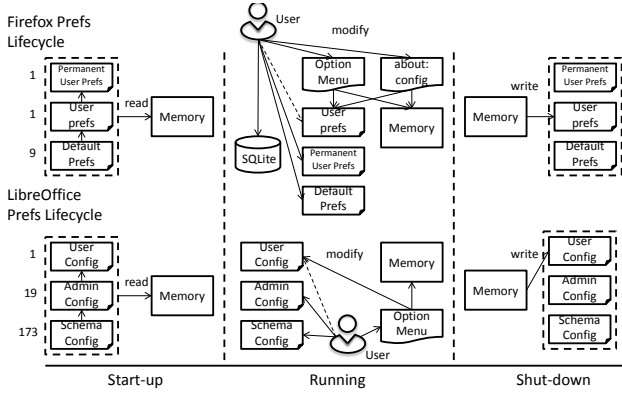 Firefox Prefs
Lifecycle
1
Permanent
User Prefs
1
User
prefs
9
Default
Prefs
read
Memory
User
modify
Option
Menu
about:
config
User
prefs
Memory
SQLite
Permanent
User Prefs
Default
Prefs
Memory
write
Permanent
User Prefs
User
prefs
Default
Prefs
LibreOffice
Prefs Lifecycle
1
User
Config
19
Admin
Config
173
Schema
Config
read
Memory
User
Config
modify
Memory
Admin
Config
Schema
Config
User
Option
Menu
Memory
write
User
Config
Admin
Config
Schema
Config
Start-up
Running
Shut-down